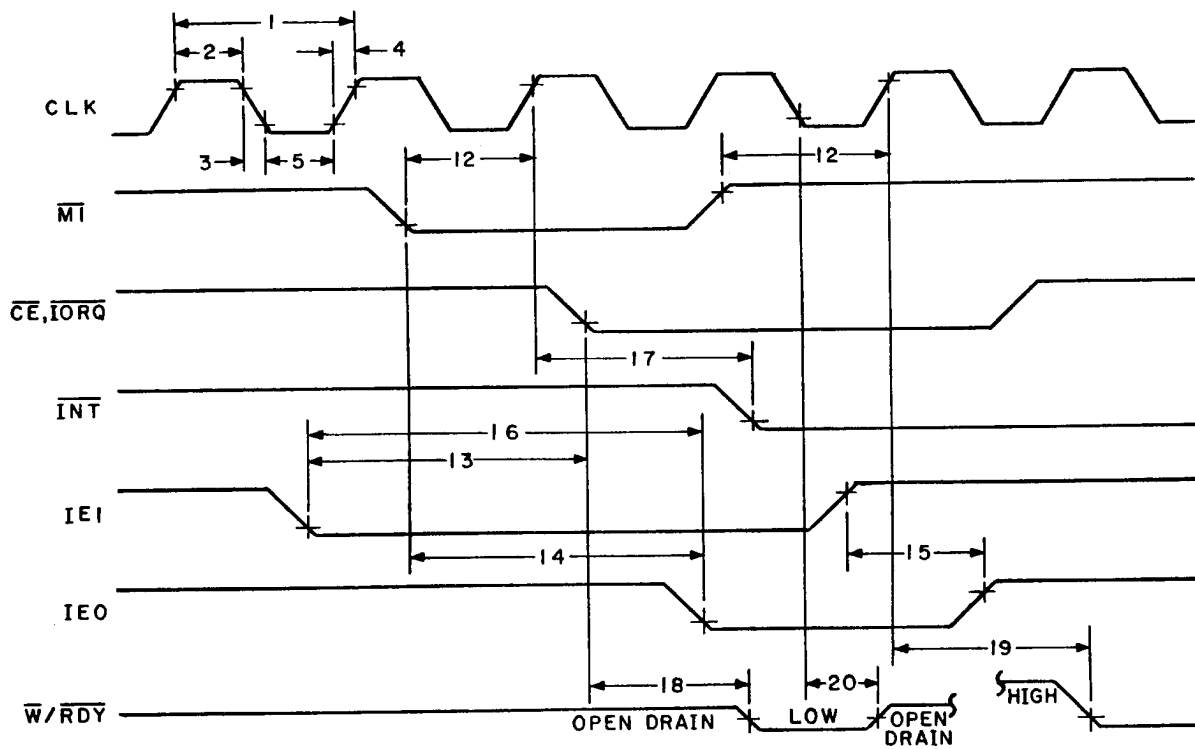 1
2
4
CLK
3
5
12
12
M1
CE, IORQ
17
INT
16
13
IEI
14
15
IEO
19
18
20
HIGH
W/RDY
OPEN DRAIN
LOW
OPEN
DRAIN